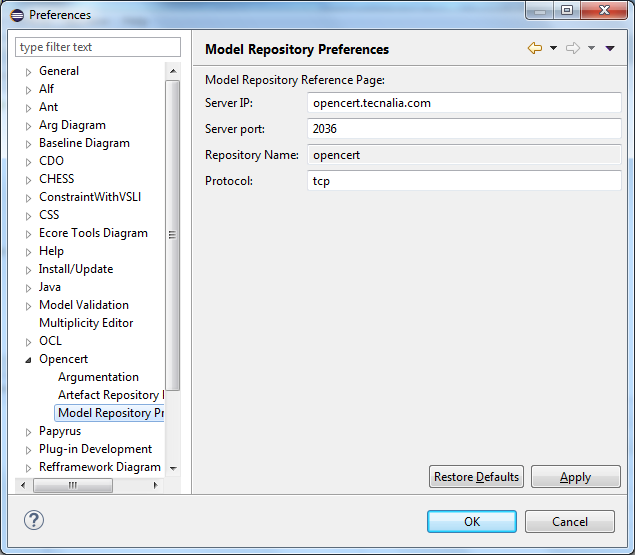 Preferences
type filter text
General
Alf
Ant
Arg Diagram
Baseline Diagram
CDO
CHESS
ConstraintWithVSLI
CSS
Ecore Tools Diagram
Help
Install/Update
Java
Model Validation
Multiplicity Editor
OCL
Opencert
Argumentation
Artefact Repository
Model Repository Pr
Papyrus
Plug-in Development
Refframework Diagram
Model Repository Preferences
Model Repository Reference Page:
Server IP: opencert.tecnalia.com
Server port: 2036
Repository Name: opencert
Protocol: tcp
Restore Defaults Apply
? OK Cancel